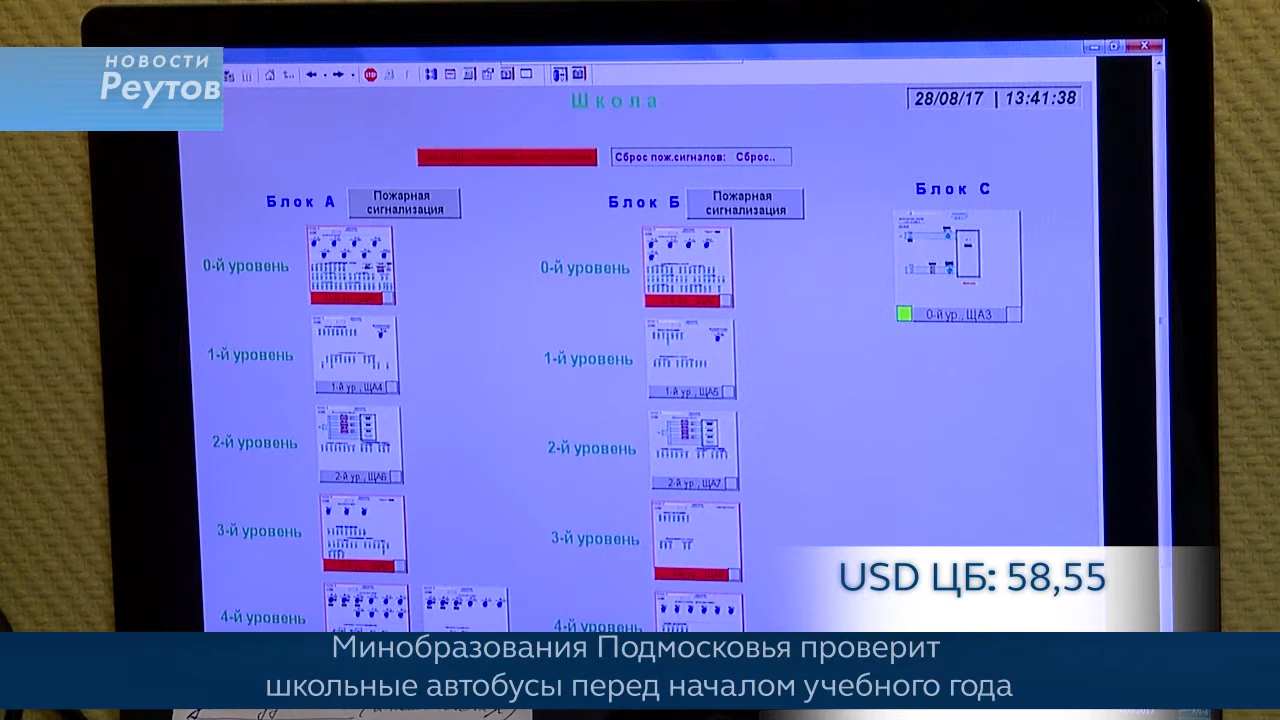 НОВОСТИ
Реутов
Школа
28/08/17 | 13:41:38
Сброс пож.сигналов: Сброс..
Блок А
Пожарная
сигнализация
Блок Б
Пожарная
сигнализация
Блок С
0-й уровень
0-й уровень
0-й ур., ЩА3
1-й уровень
1-й ур., ЩА4
1-й уровень
1-й ур., ЩА5
2-й уровень
2-й ур., ЩА6
2-й уровень
2-й ур., ЩА7
3-й уровень
3-й уровень
4-й уровень
4-й уровень
USD ЦБ: 58,55
Минобразования Подмосковья проверит
школьные автобусы перед началом учебного года